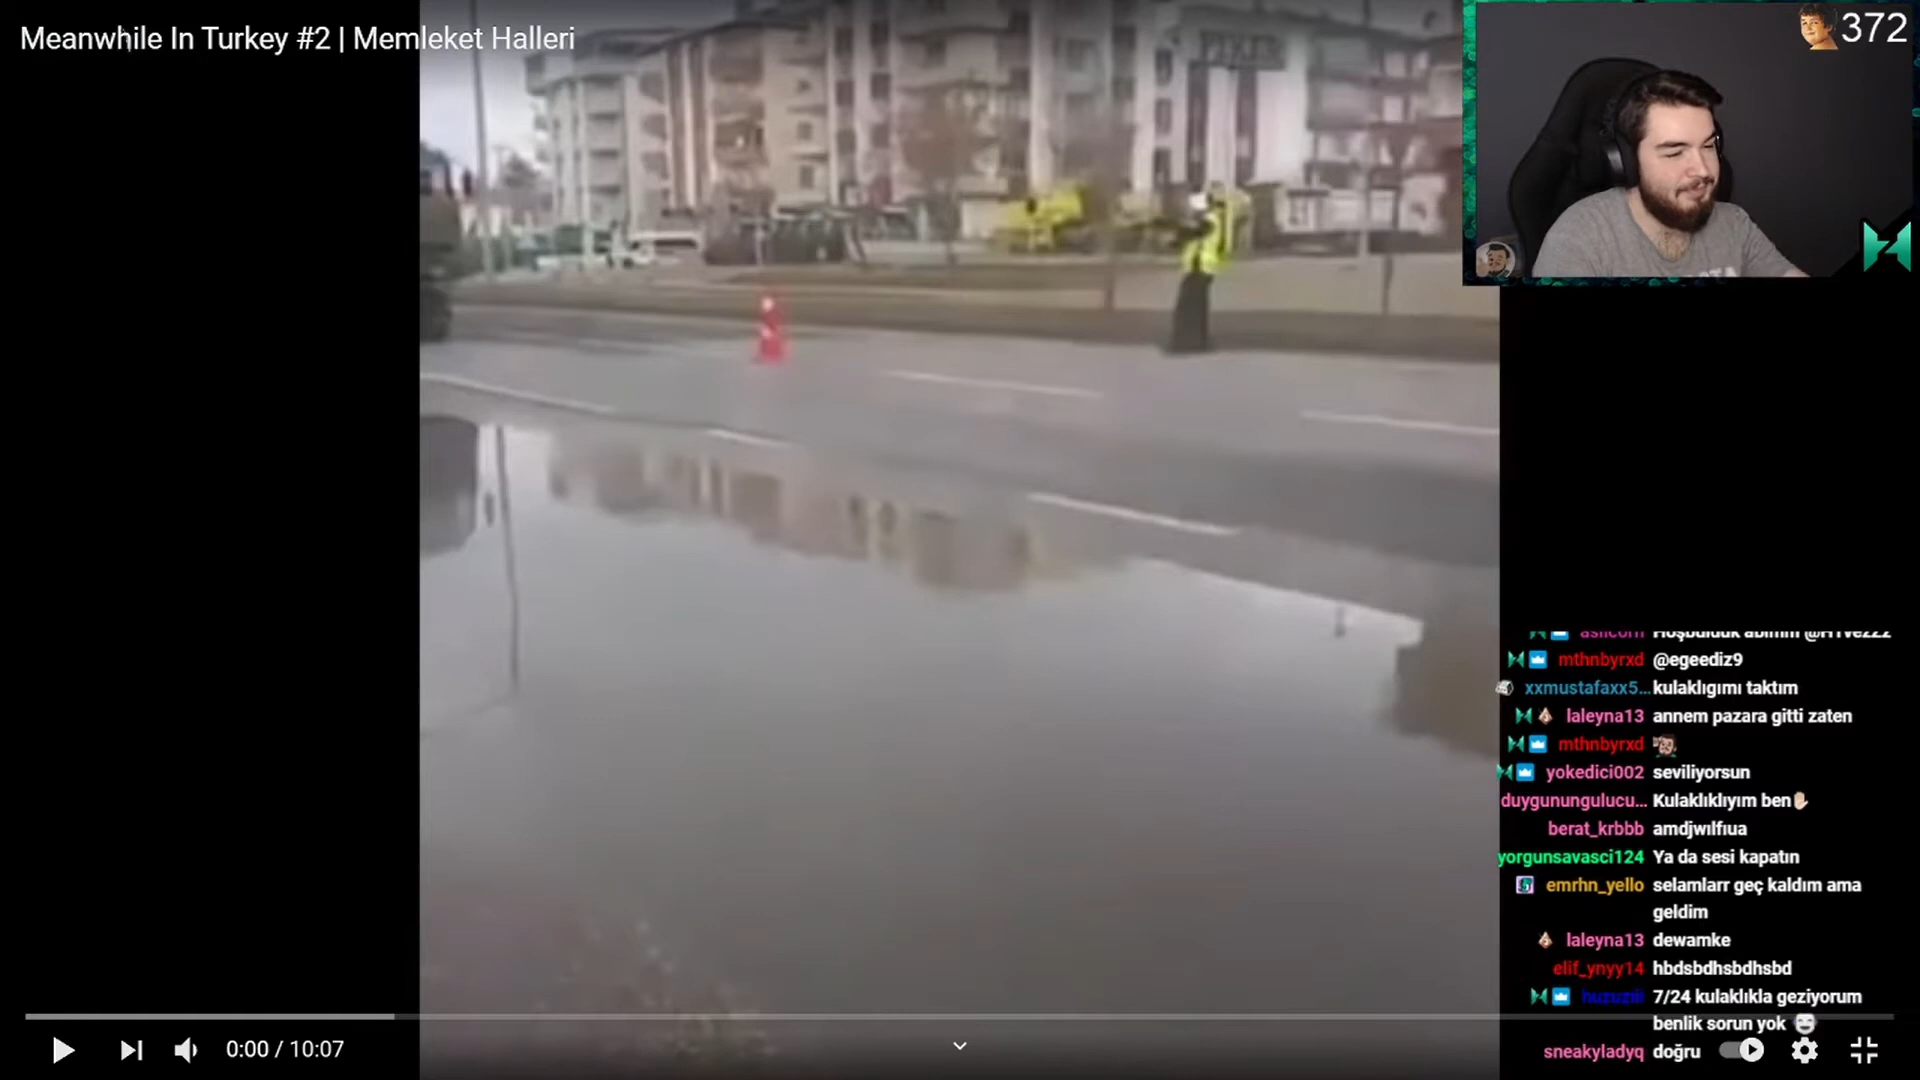 Meanwhile In Turkey #2 | Memleket Halleri
372
mthnbyrxd @egeediz9
xxmustafaxx5... kulaklıgımı taktım
laleyna13 annem pazara gitti zaten
mthnbyrxd
yokedici002 seviliyorsun
duygunungulucu... Kulaklıklıyım ben
berat_krbbb amdjwılfıua
yorgunsavasci124 Ya da sesi kapatın
emrhn_yello selamlarr geç kaldım ama
geldim
laleyna13 dewamke
elif_ynyy14 hbdsbdhsbdhsbd
7/24 kulaklıkla geziyorum
benlik sorun yok
sneakyladyq doğru
0:00 / 10:07